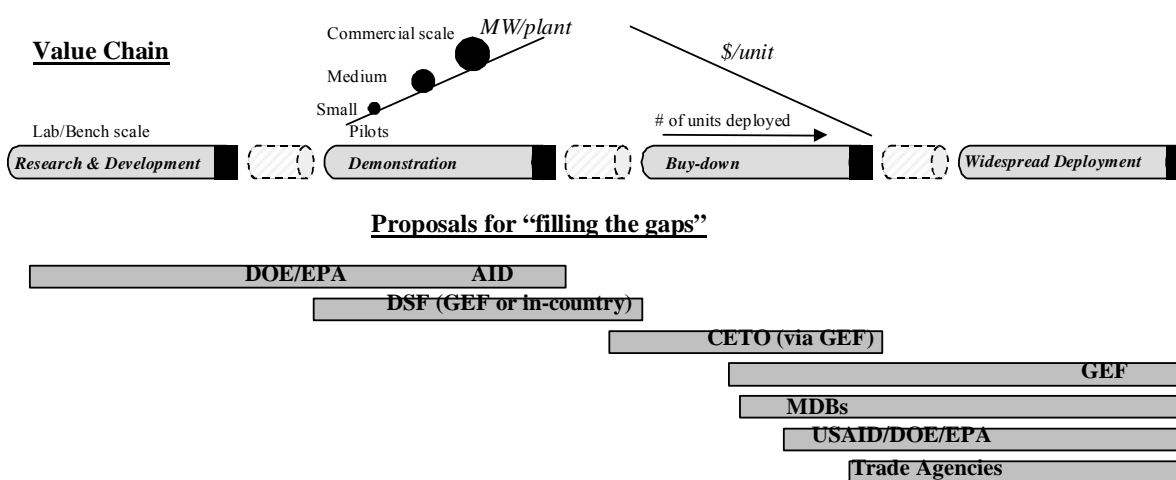 Value Chain
Commercial scale
MW/plant
$/unit
Medium
Small
Lab/Bench scale
Pilots
# of units deployed
Research & Development
Demonstration
Buy-down
Widespread Deployment
Proposals for “filling the gaps”
DOE/EPA
AID
DSF (GEF or in-country)
CETO (via GEF)
GEF
MDBs
USAID/DOE/EPA
Trade Agencies